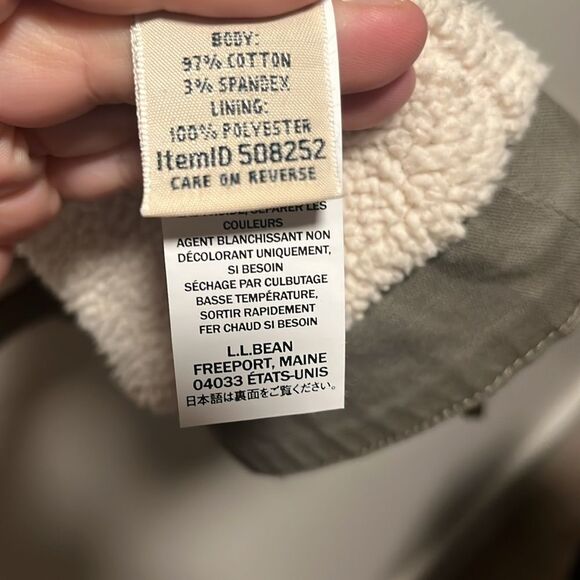 BODY:
97% COTTON
3% SPANDEX
LINING:
100% POLYESTER
ItemID 508252
CARE ON REVERSE
SÉPARER LES
COULEURS
AGENT BLANCHISSANT NON
DÉCOLORANT UNIQUEMENT,
SI BESOIN
SÉCHAGE PAR CULBUTAGE
BASSE TEMPÉRATURE,
SORTIR RAPIDEMENT
FER CHAUD SI BESOIN
L.L.BEAN
FREEPORT, MAINE
04033 ÉTATS-UNIS
日本語は裏面をご覧ください。